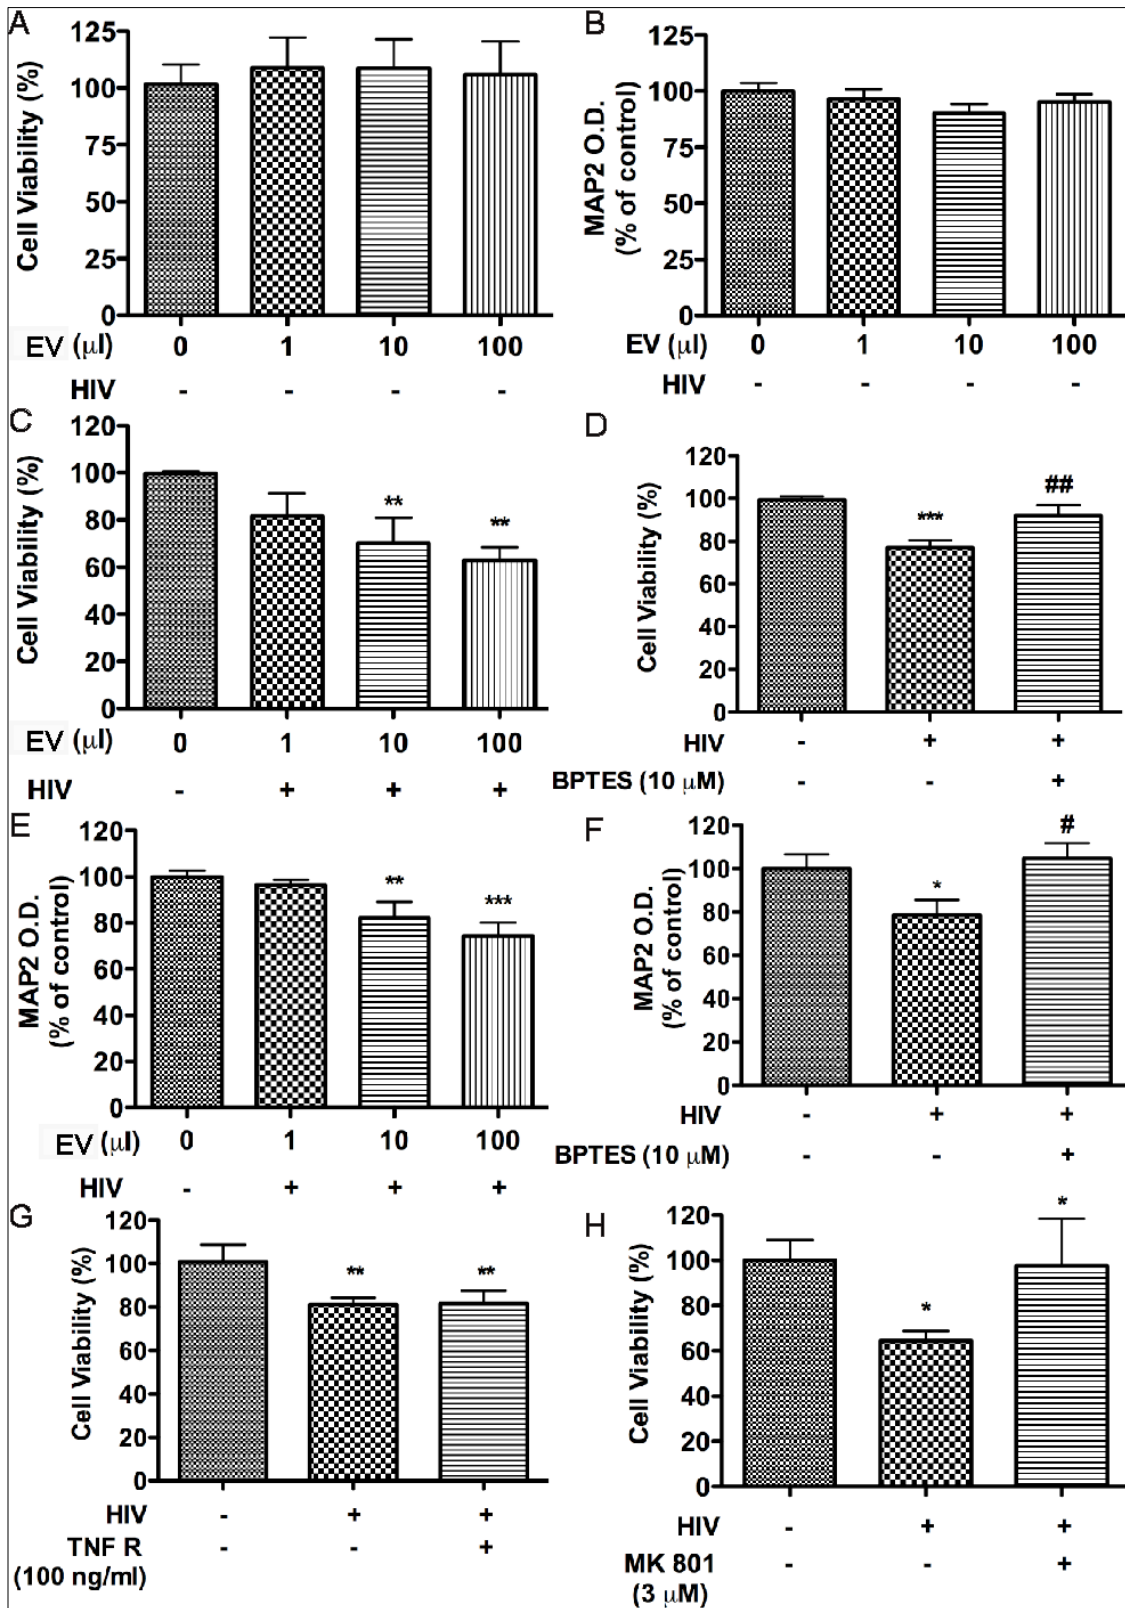 A
Cell Viability (%)
125
100
75
50
25
0
EV (μl) 0 1 10 100
HIV - - - -
B
MAP2 O.D.
(% of control)
125
100
75
50
25
0
EV (μl) 0 1 10 100
HIV - - - -
C
Cell Viability (%)
120
100
80
60
40
20
0
** **
EV (μl) 0 1 10 100
HIV - + + +
D
Cell Viability (%)
120
100
80
60
40
20
0
*** ##
HIV - + +
BPTES (10 μM) - - +
E
MAP2 O.D.
(% of control)
120
100
80
60
40
20
0
** ***
EV (μl) 0 1 10 100
HIV - + + +
F
MAP2 O.D.
(% of control)
120
100
80
60
40
20
0
* #
HIV - + +
BPTES (10 μM) - - +
G
Cell Viability (%)
120
100
80
60
40
20
0
** **
HIV - + +
TNF R - - +
(100 ng/ml)
H
Cell Viability (%)
120
100
80
60
40
20
0
* *
HIV - + +
MK 801 - - +
(3 μM)